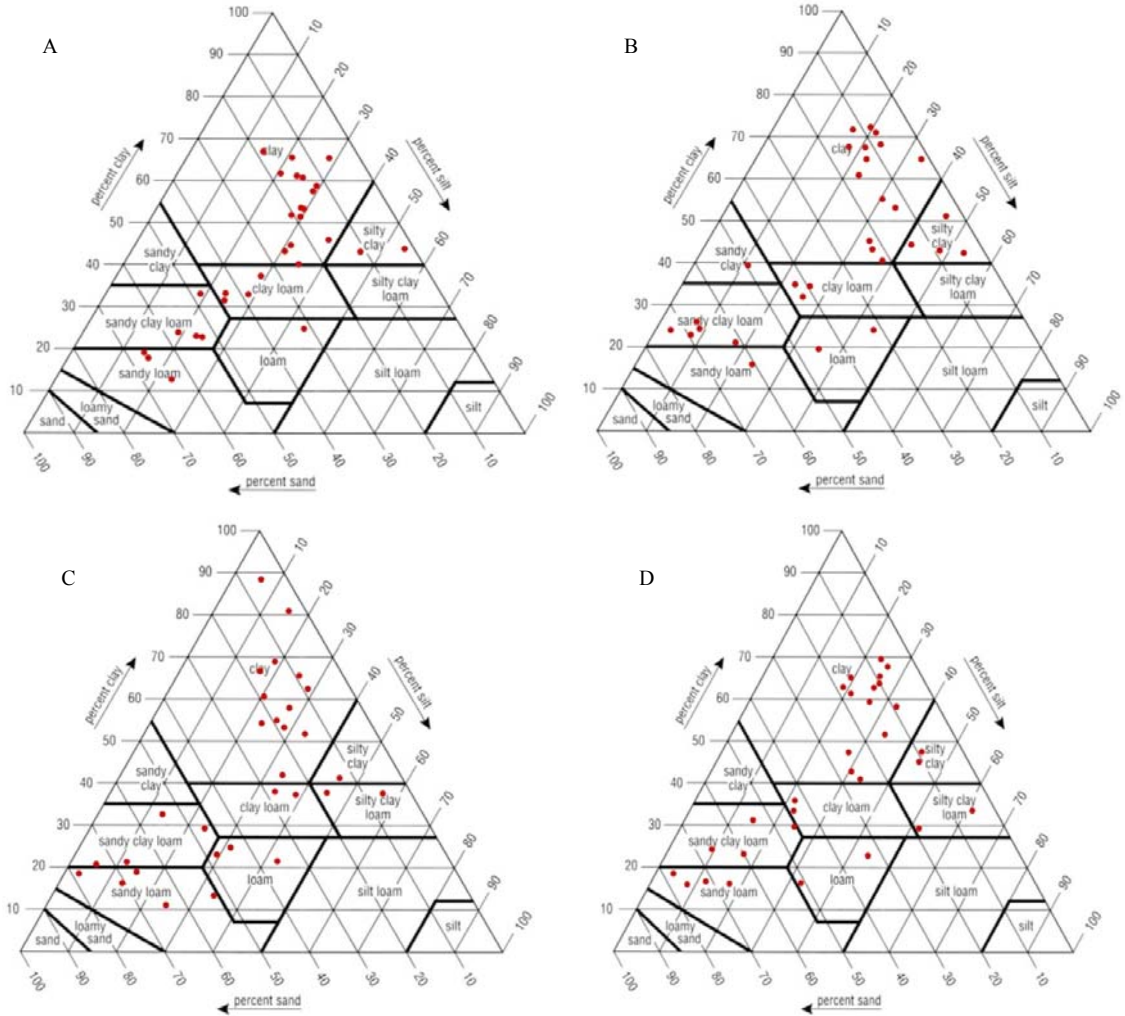 A
100
90
80
70
60
50
40
30
20
10
10
20
30
40
50
60
70
80
90
100
percent clay
percent silt
clay
sandy
clay
silty
clay
clay loam
silty clay
loam
sandy clay loam
loam
silt loam
sandy loam
loamy
sand
sand
silt
100
90
80
70
60
50
40
30
20
10
percent sand
B
100
90
80
70
60
50
40
30
20
10
10
20
30
40
50
60
70
80
90
100
percent clay
percent silt
clay
sandy
clay
silty
clay
clay loam
silty clay
loam
sandy clay loam
loam
silt loam
sandy loam
loamy
sand
sand
silt
100
90
80
70
60
50
40
30
20
10
percent sand
C
100
90
80
70
60
50
40
30
20
10
10
20
30
40
50
60
70
80
90
100
percent clay
percent silt
clay
sandy
clay
silty
clay
clay loam
silty clay
loam
sandy clay loam
loam
silt loam
sandy loam
loamy
sand
sand
silt
100
90
80
70
60
50
40
30
20
10
percent sand
D
100
90
80
70
60
50
40
30
20
10
10
20
30
40
50
60
70
80
90
100
percent clay
percent silt
clay
sandy
clay
silty
clay
clay loam
silty clay
loam
sandy clay loam
loam
silt loam
sandy loam
loamy
sand
sand
silt
100
90
80
70
60
50
40
30
20
10
percent sand